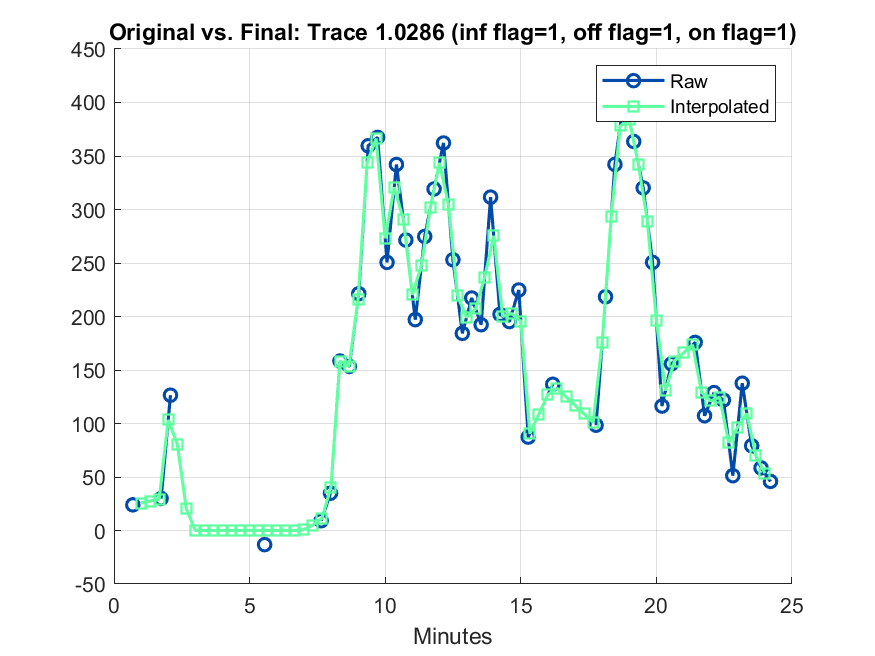 Original vs. Final: Trace 1.0286 (inf flag=1, off flag=1, on flag=1)
450
400
350
300
250
200
150
100
50
0
-50
Raw
Interpolated
0 5 10 15 20 25
Minutes